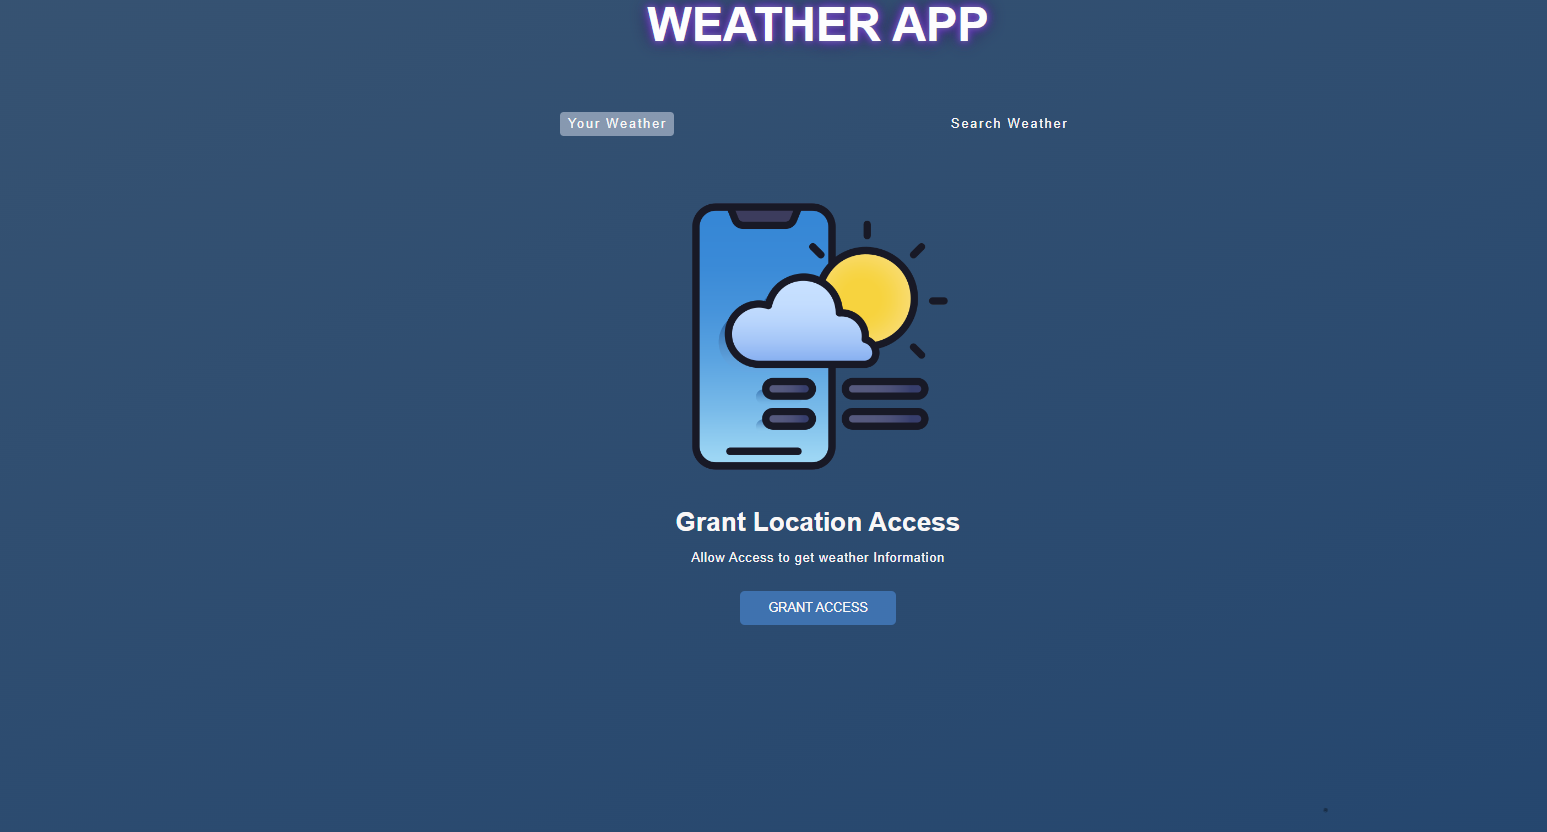 WEATHER APP
Your Weather
Search Weather
Grant Location Access
Allow Access to get weather Information
GRANT ACCESS